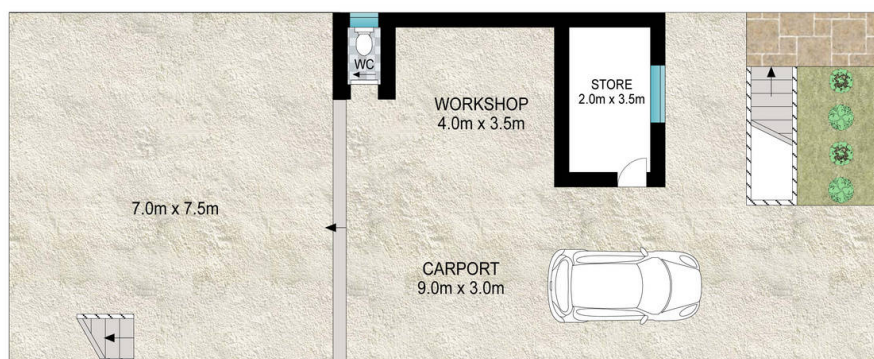 WC
WORKSHOP
4.0m x 3.5m
STORE
2.0m x 3.5m
7.0m x 7.5m
CARPORT
9.0m x 3.0m